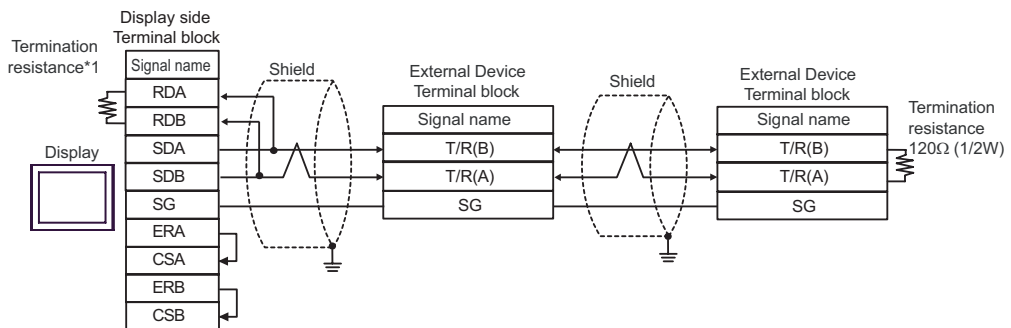 Display side
Terminal block
Termination
resistance*1
Signal name
RDA
RDB
SDA
SDB
SG
ERA
CSA
ERB
CSB
Display
Shield
External Device
Terminal block
Signal name
T/R(B)
T/R(A)
SG
Shield
External Device
Terminal block
Signal name
T/R(B)
T/R(A)
SG
Termination
resistance
120Ω (1/2W)